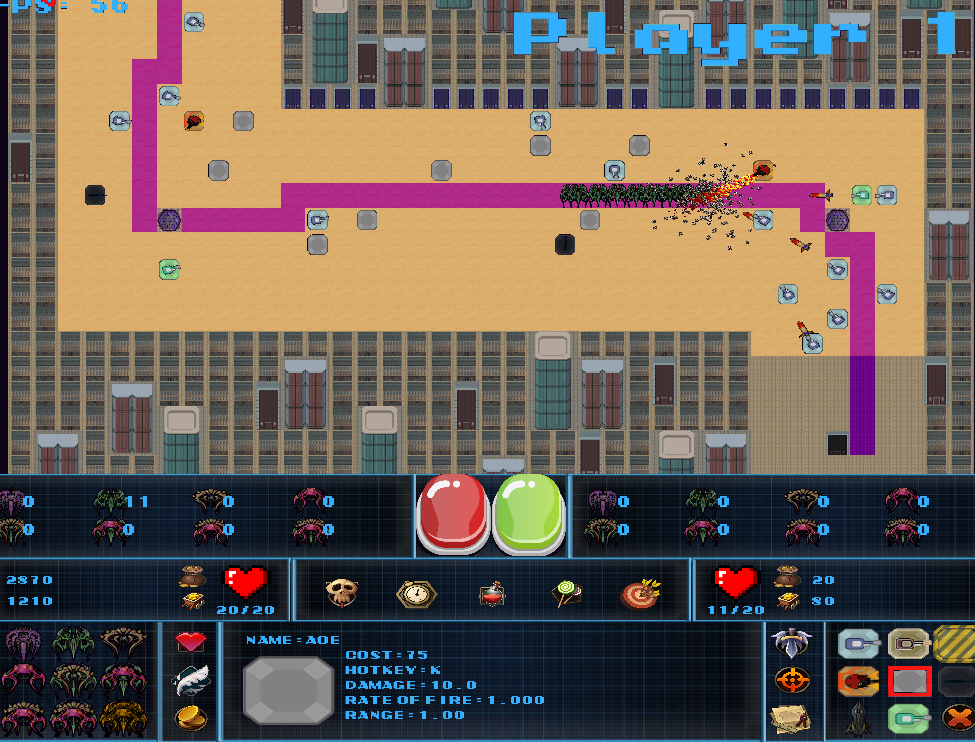 FPS: 56
Player 1
0 11 0 0 0 0 0 0
0 0 0 0 0 0 0 0
2870 20
1210 20/20 11/20 80
NAME=AOE
COST=75
HOTKEY=K
DAMAGE=10.0
RATE OF FIRE=1.000
RANGE=1.00